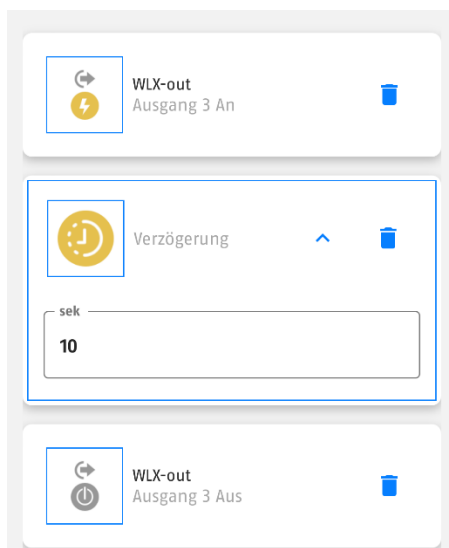 WLX-out
Ausgang 3 An
Verzögerung
sek
10
WLX-out
Ausgang 3 Aus